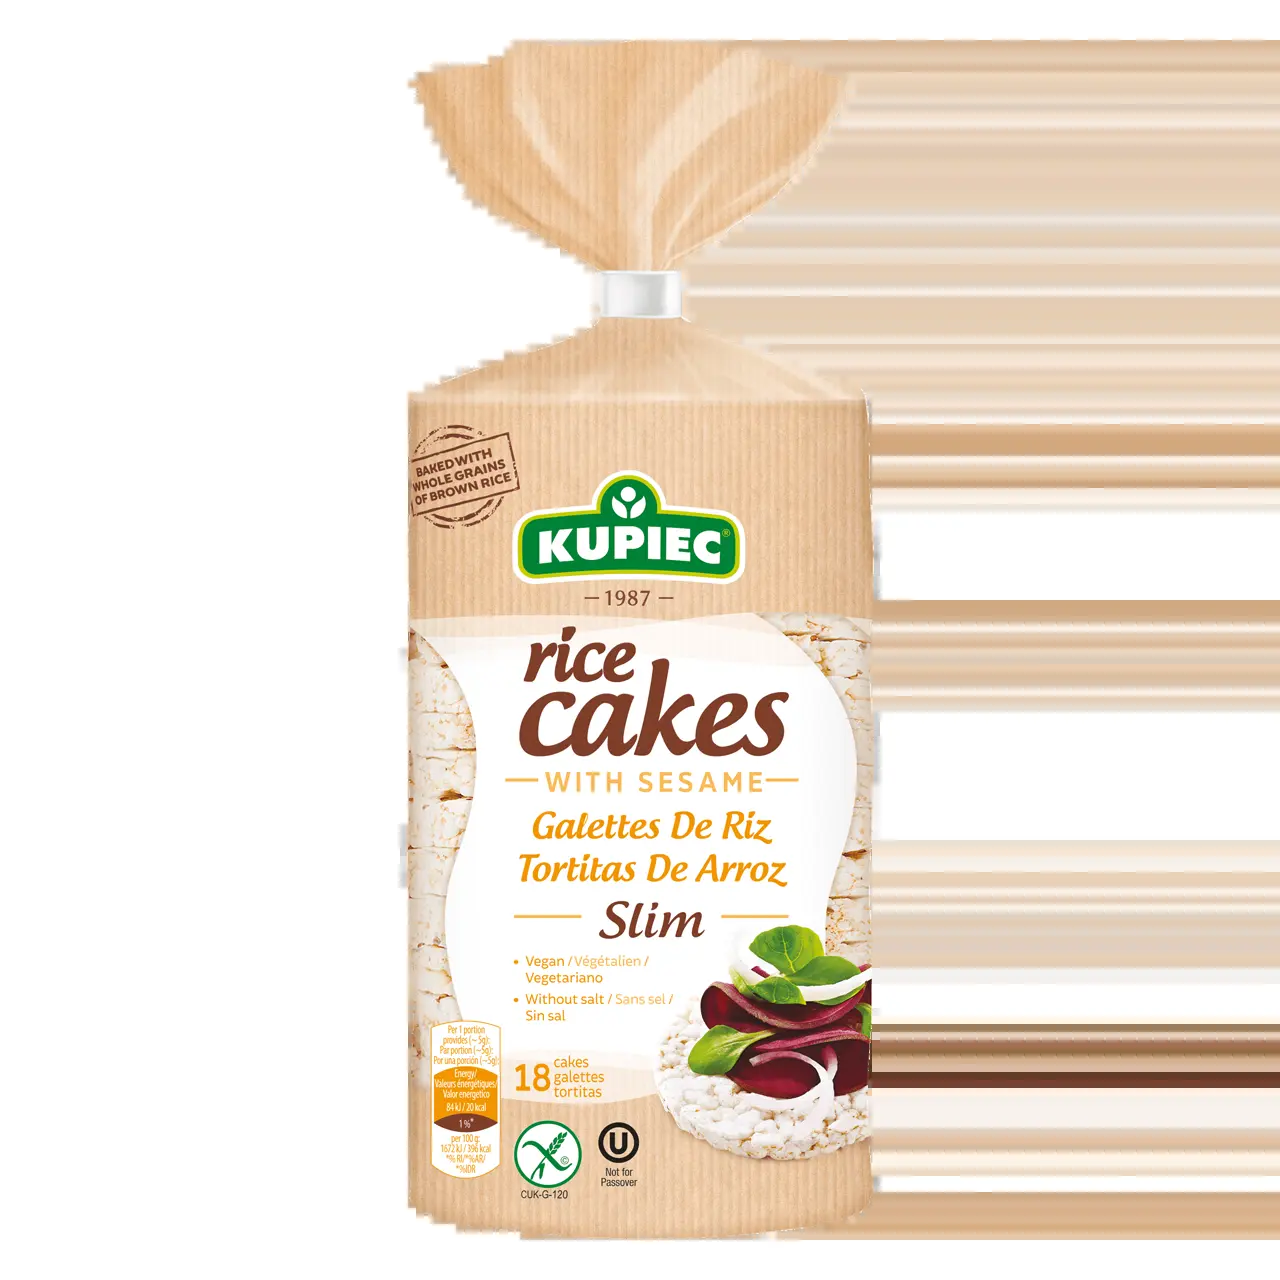 BAKED WITH
WHOLE GRAINS
OF BROWN RICE
KUPIEC®
– 1987 –
rice
cakes
WITH SESAME
Galettes De Riz
Tortitas De Arroz
Slim
• Vegan / Végétalien /
Vegetariano
• Without salt / Sans sel /
Sin sal
Per 1 portion
provides (~ 5g):
Par portion (~5g):
Por una porción (~5g):
Energy/
Valeurs énergétiques/
Valor energético
84 kJ / 20 kcal
1 %*
per 100 g:
1672 kJ / 396 kcal
*% RI/*%AR/
*%IDR
18 cakes
galettes
tortitas
©
CUK-G-120
U
Not for
Passover